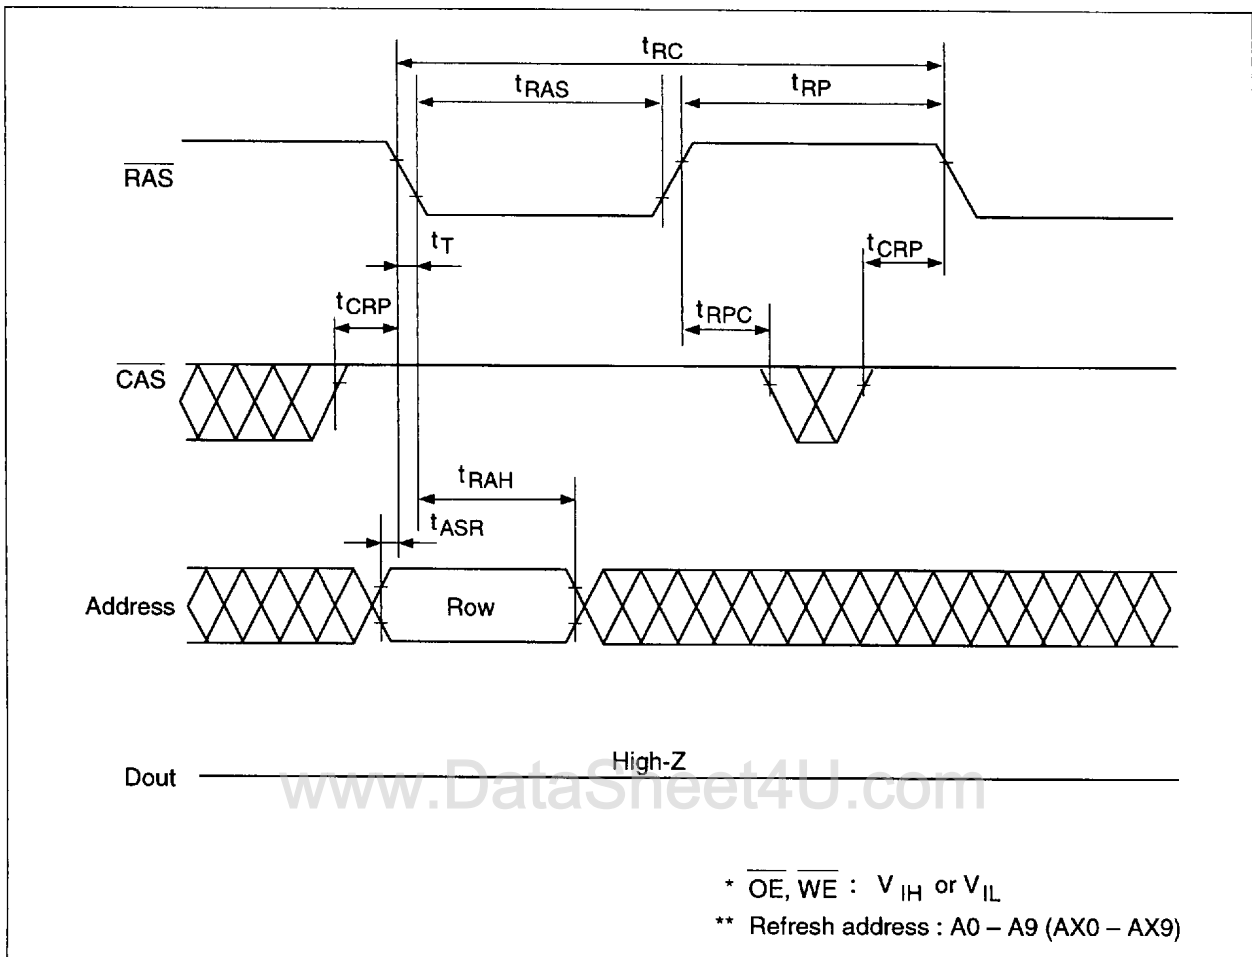 tRC
tRAS
tRP
RAS
tT
tCRP
tCRP
tRPC
CAS
tRAH
tASR
Address
Row
High-Z
Dout
www.DataSheet4U.com
* OE, WE : VIH or VIL
** Refresh address : A0 – A9 (AX0 – AX9)